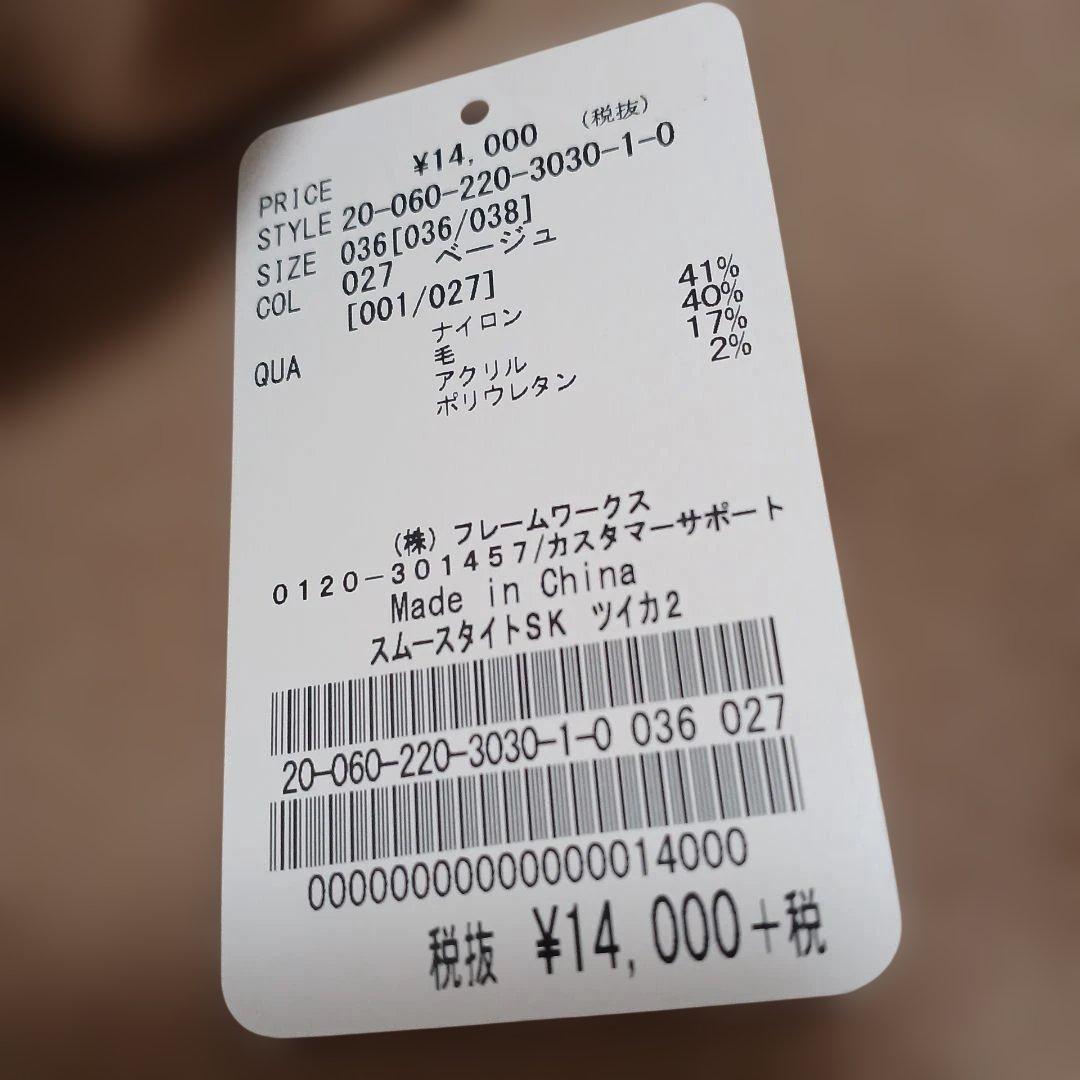 PRICE ¥14,000 (税抜)
STYLE 20-060-220-3030-1-0
SIZE 036[036/038]
COL 027 ベージュ
[001/027]
QUA ナイロン 41%
毛 40%
アクリル 17%
ポリウレタン 2%
(株)フレームワークス
0120-301457/カスタマーサポート
Made in China
スムースタイトSK ツイカ2
20-060-220-3030-1-0 036 027
0000000000000014000
税抜 ¥14,000+税